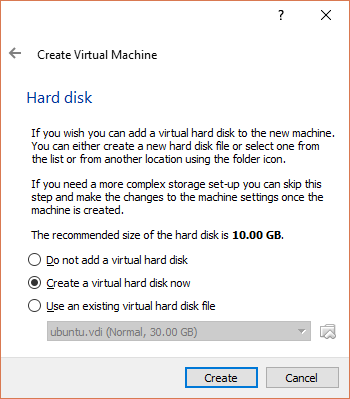 ?
Create Virtual Machine
Hard disk
If you wish you can add a virtual hard disk to the new machine.
You can either create a new hard disk file or select one from
the list or from another location using the folder icon.
If you need a more complex storage set-up you can skip this
step and make the changes to the machine settings once the
machine is created.
The recommended size of the hard disk is 10.00 GB.
Do not add a virtual hard disk
Create a virtual hard disk now
Use an existing virtual hard disk file
ubuntu.vdi (Normal, 30.00 GB)
Create Cancel